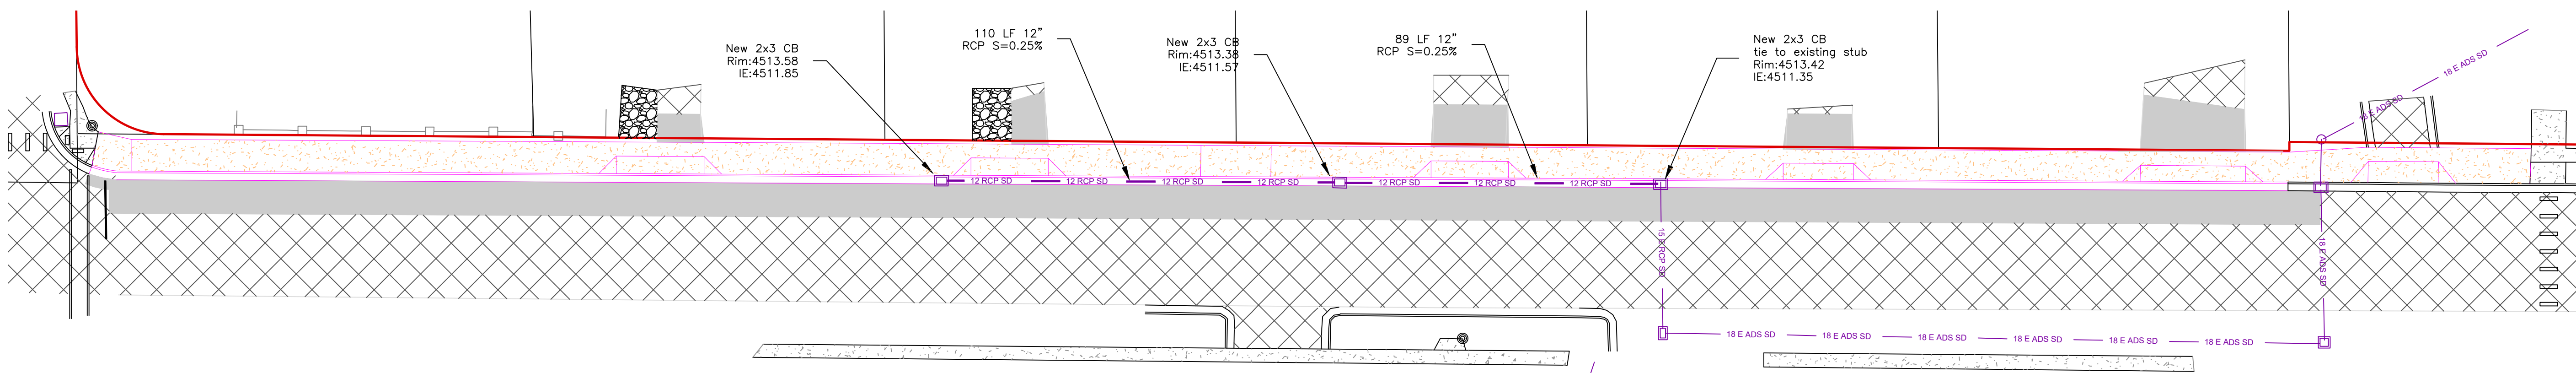 New 2x3 CB
Rim:4513.58
IE:4511.85
110 LF 12"
RCP S=0.25%
New 2x3 CB
Rim:4513.38
IE:4511.57
89 LF 12"
RCP S=0.25%
New 2x3 CB
tie to existing stub
Rim:4513.42
IE:4511.35
18 E ADS SD
18 E ADS SD
12 RCP SD
12 RCP SD
12 RCP SD
12 RCP SD
12 RCP SD
12 RCP SD
12 RCP SD
15 E RCP SD
18 E ADS SD
18 E ADS SD
18 E ADS SD
18 E ADS SD
18 E ADS SD
18 E ADS SD
18 E ADS SD